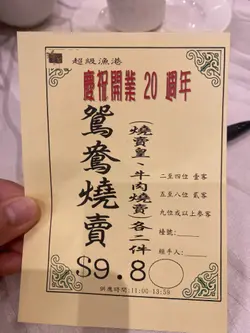 超級漁港
慶祝開業 20 週年
鴛鴦燒賣
(燒賣皇、牛肉燒賣各二件)
二至四位 壹客
五至八位 貳客
九位或以上叁客
檯號:
經手人:
$9.80
供應時間:11:00-13:59